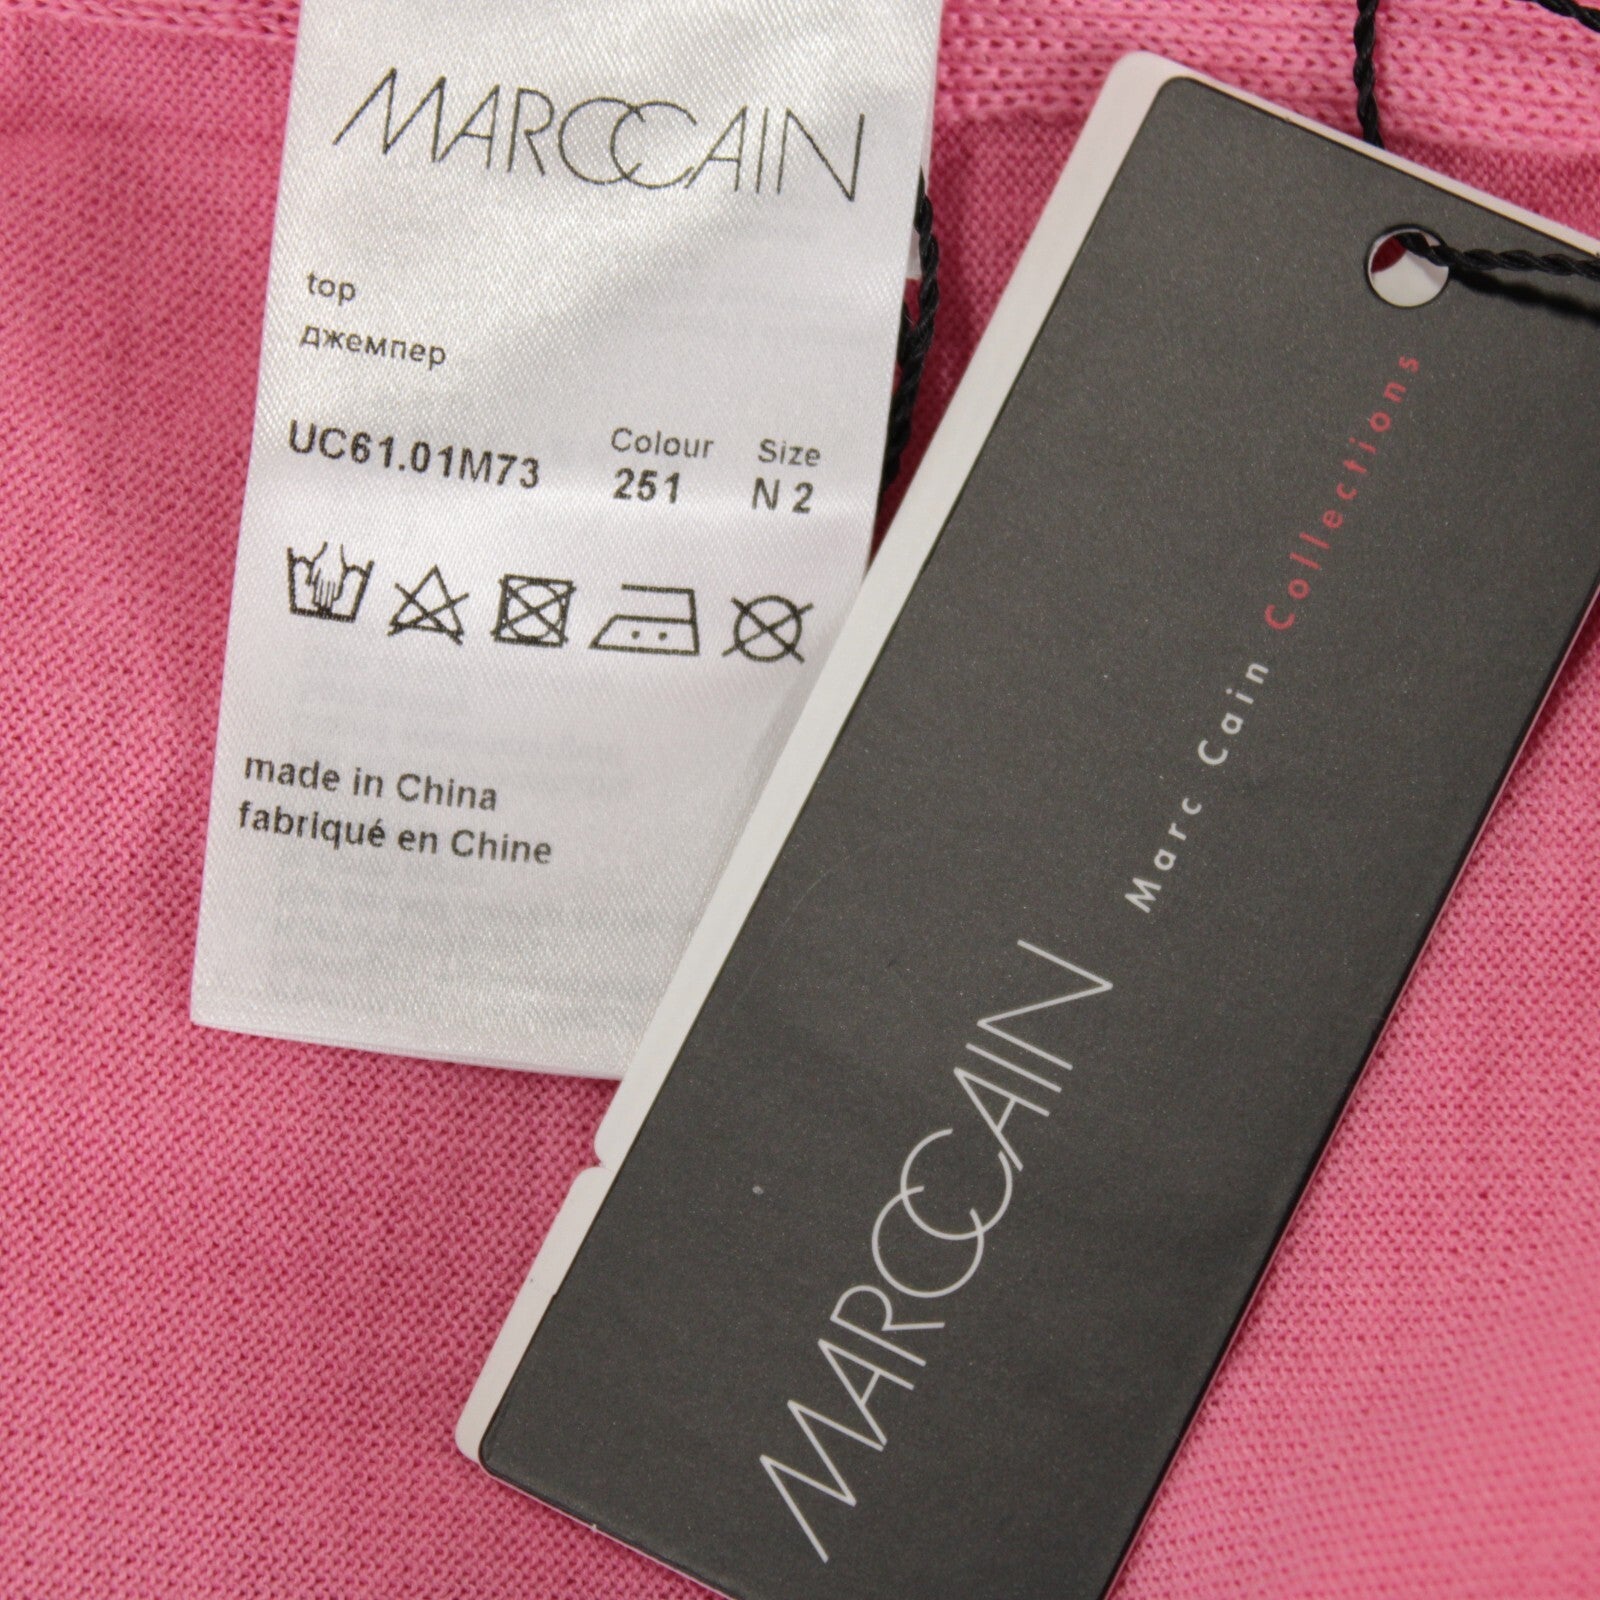 MARCCAIN
top
джемпер
UC61.01M73 Colour 251 Size N 2
made in China
fabriqué en Chine
Marc Cain Collections
MARCCAIN